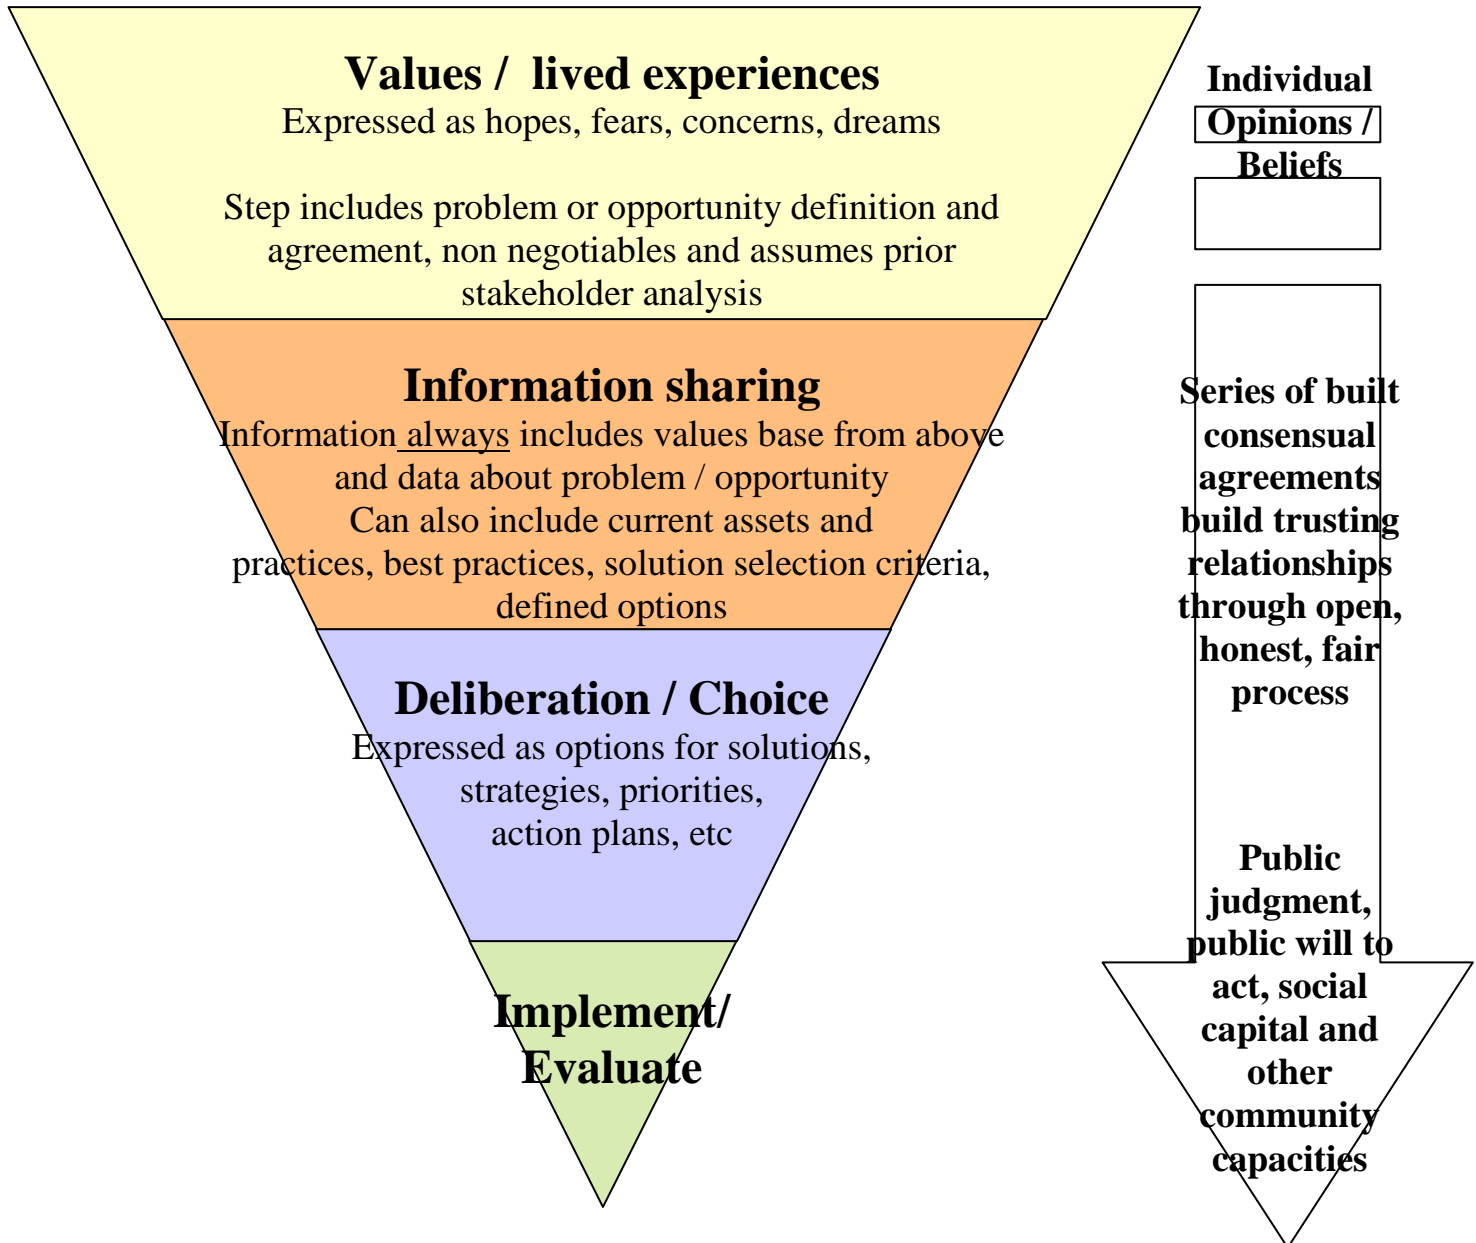 Values /  lived experiences
Expressed as hopes, fears, concerns, dreams
Step includes problem or opportunity definition and
agreement, non negotiables and assumes prior
stakeholder analysis
Information sharing
Information always includes values base from above
and data about problem / opportunity
Can also include current assets and
practices, best practices, solution selection criteria,
defined options
Deliberation / Choice
Expressed as options for solutions,
strategies, priorities,
action plans, etc
Implement/
Evaluate
Individual
Opinions /
Beliefs
Series of built
consensual
agreements
build trusting
relationships
through open,
honest, fair
process
Public
judgment,
public will to
act, social
capital and
other
community
capacities